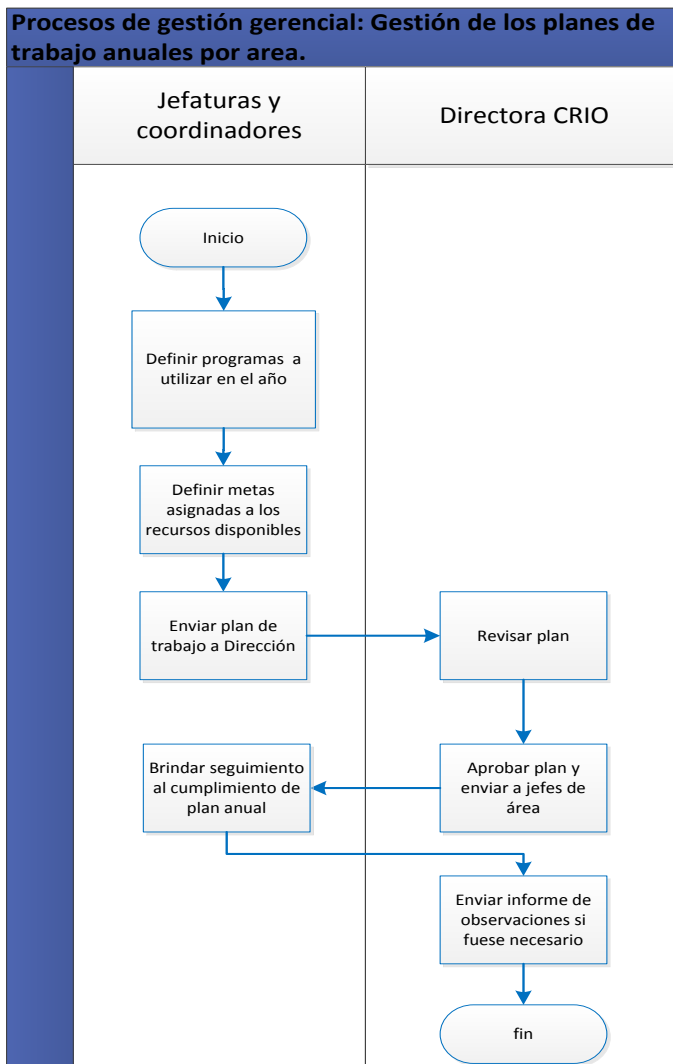 Procesos de gestión gerencial: Gestión de los planes de
trabajo anuales por area.
Jefaturas y
coordinadores
Directora CRIO
Inicio
Definir programas a
utilizar en el año
Definir metas
asignadas a los
recursos disponibles
Enviar plan de
trabajo a Dirección
Revisar plan
Aprobar plan y
enviar a jefes de
área
Brindar seguimiento
al cumplimiento de
plan anual
Enviar informe de
observaciones si
fuese necesario
fin